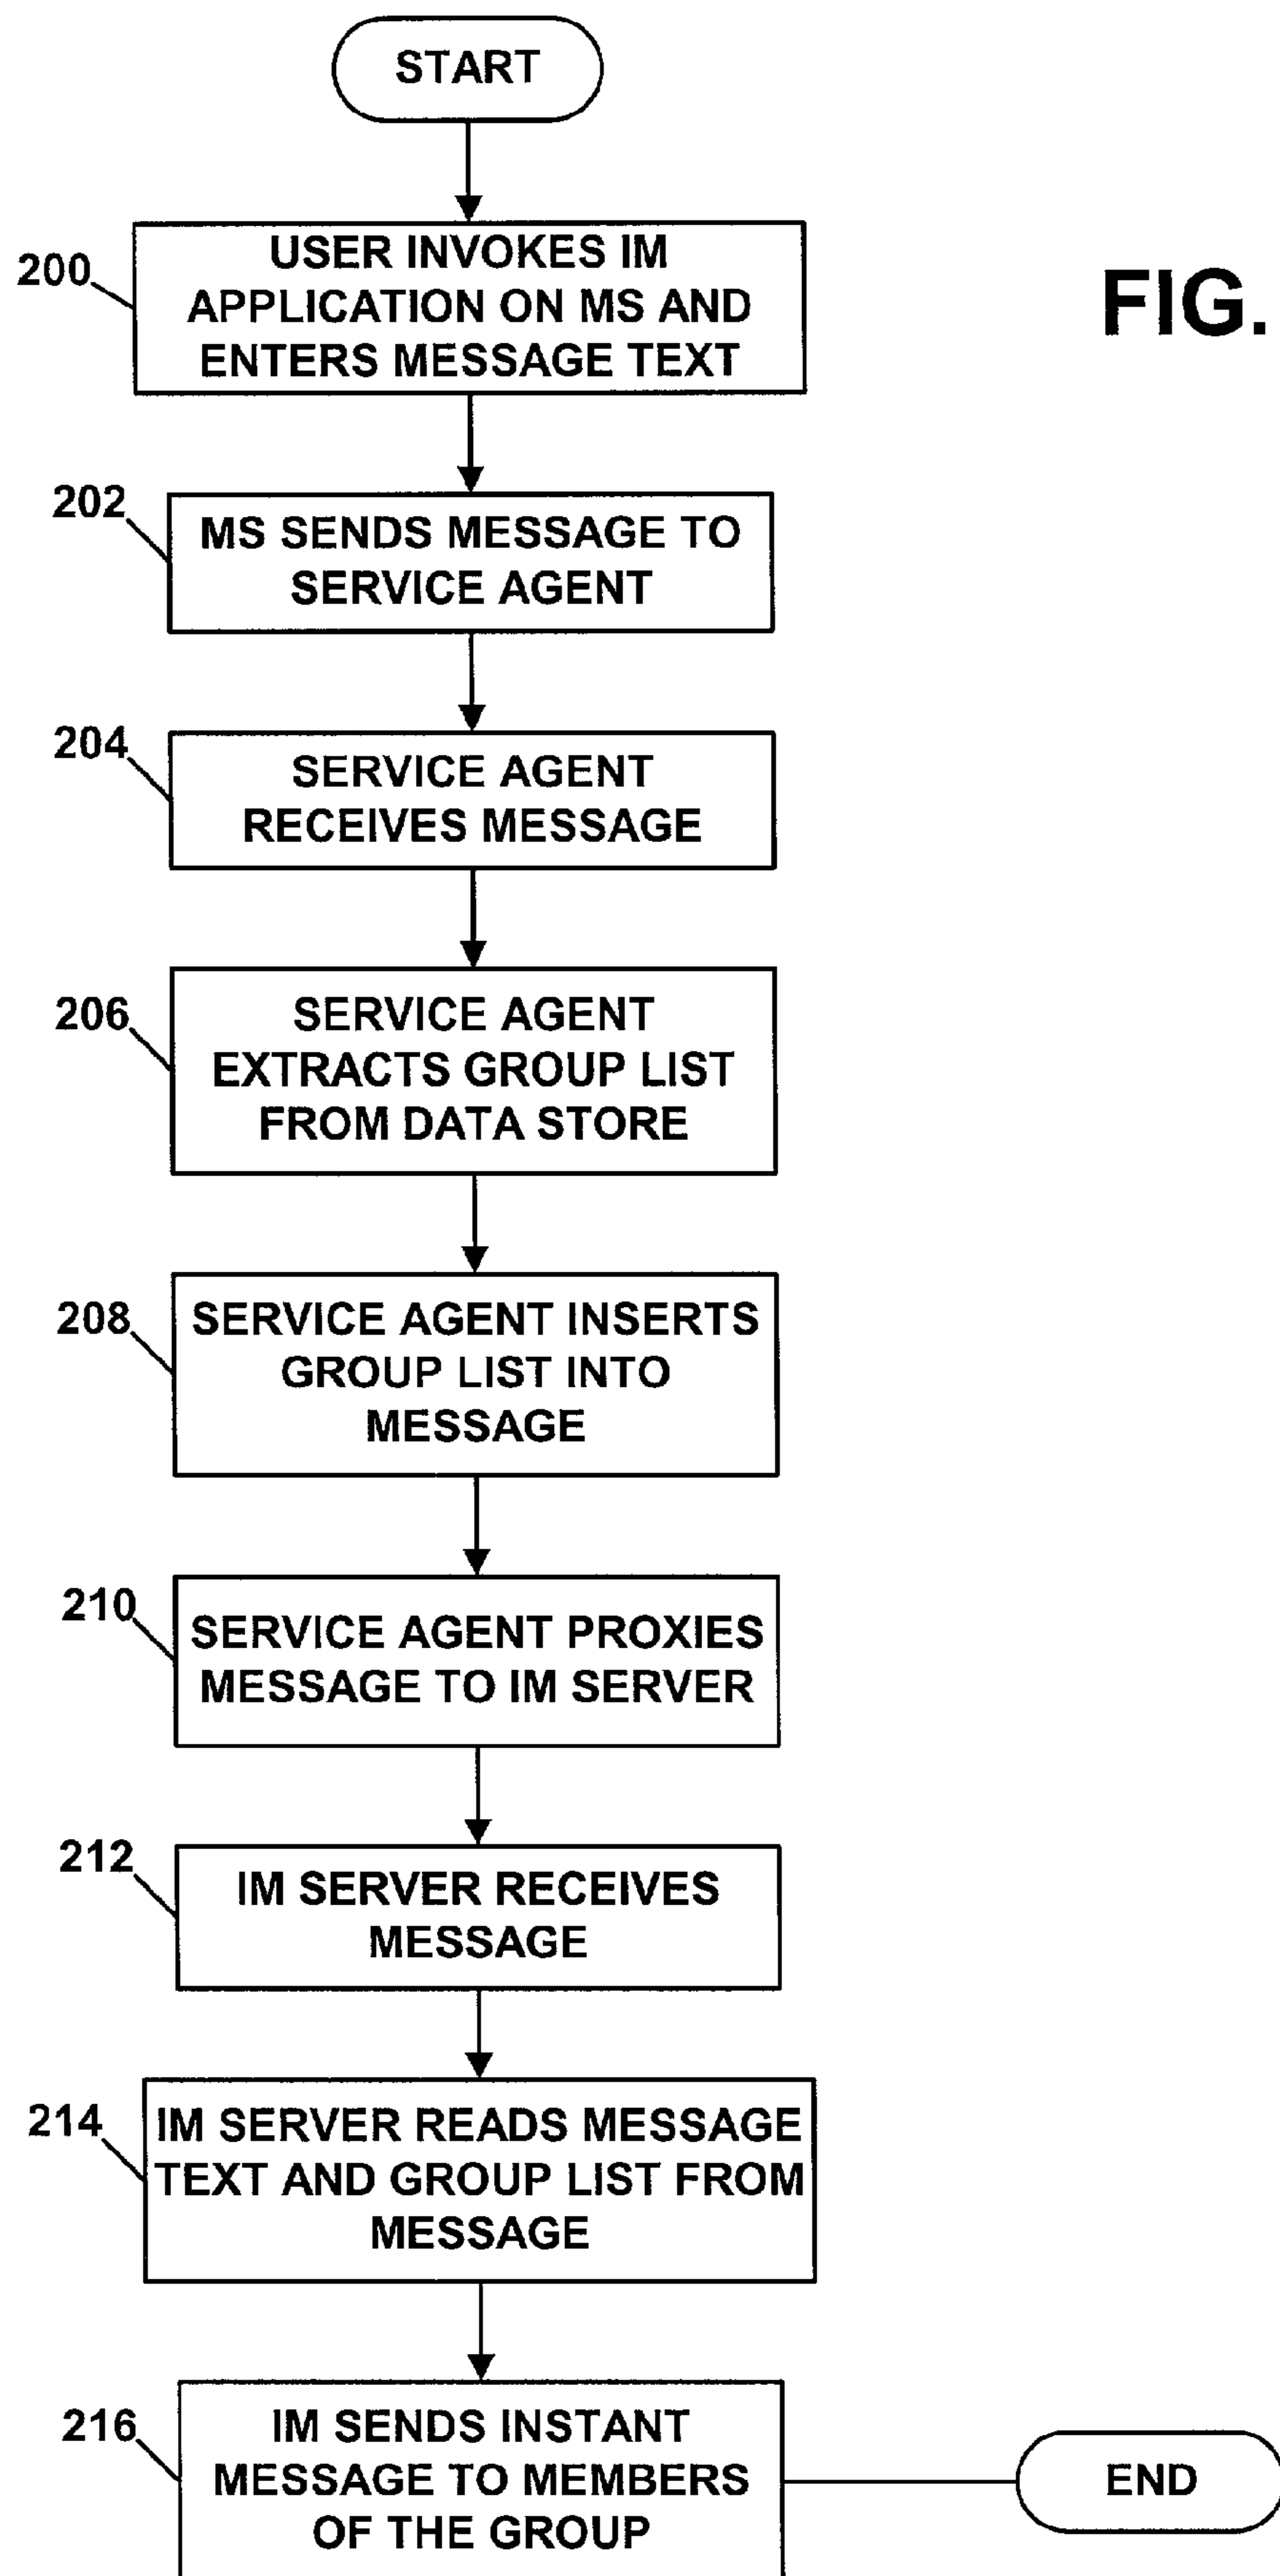 START
FIG.
200
USER INVOKES IM
APPLICATION ON MS AND
ENTERS MESSAGE TEXT
202
MS SENDS MESSAGE TO
SERVICE AGENT
204
SERVICE AGENT
RECEIVES MESSAGE
206
SERVICE AGENT
EXTRACTS GROUP LIST
FROM DATA STORE
208
SERVICE AGENT INSERTS
GROUP LIST INTO
MESSAGE
210
SERVICE AGENT PROXIES
MESSAGE TO IM SERVER
212
IM SERVER RECEIVES
MESSAGE
214
IM SERVER READS MESSAGE
TEXT AND GROUP LIST FROM
MESSAGE
216
IM SENDS INSTANT
MESSAGE TO MEMBERS
OF THE GROUP
END